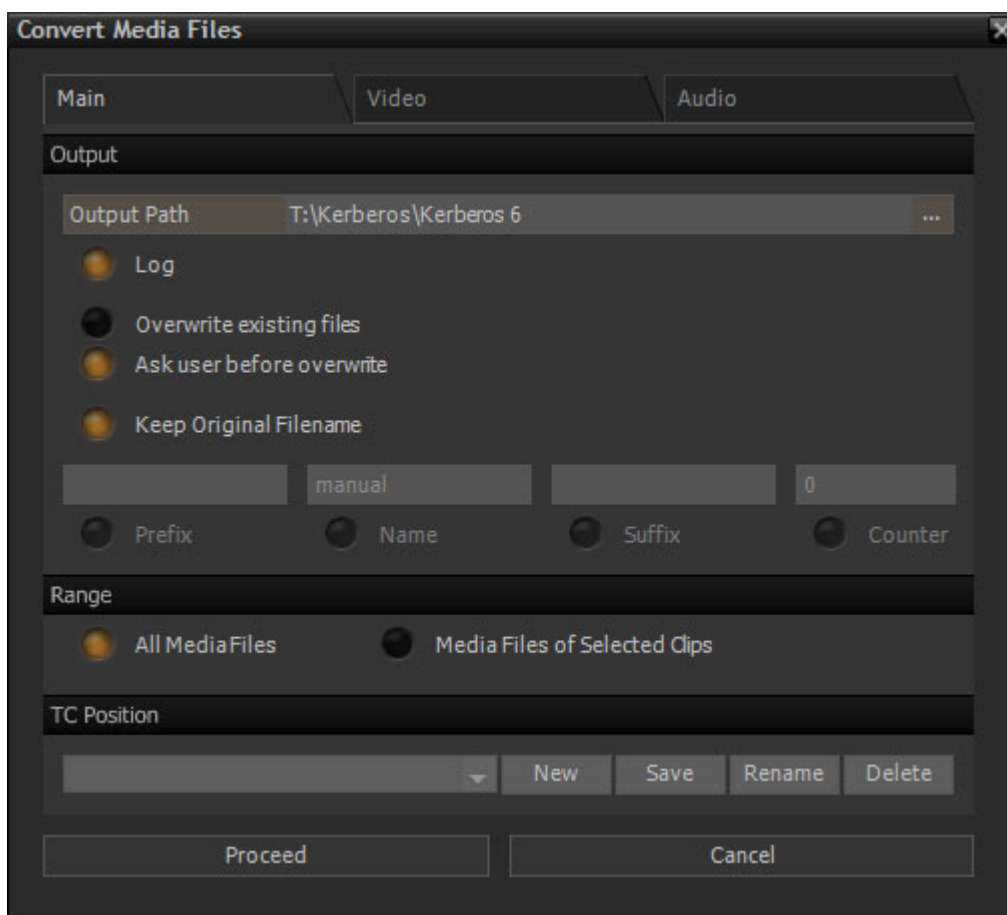 Convert Media Files
Main Video Audio
Output
Output Path T:\Kerberos\Kerberos 6 ...
Log
Overwrite existing files
Ask user before overwrite
Keep Original Filename
manual 0
Prefix Name Suffix Counter
Range
All Media Files Media Files of Selected Clips
TC Position
New Save Rename Delete
Proceed Cancel